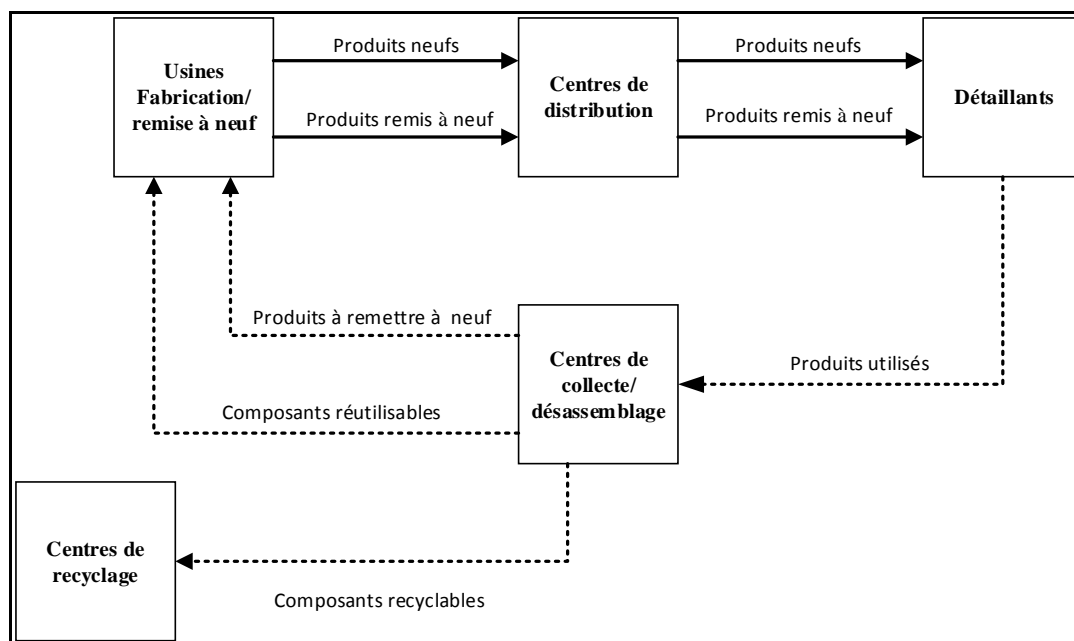 Usines
Fabrication/
remise à neuf
Produits neufs
Produits remis à neuf
Centres de
distribution
Produits neufs
Produits remis à neuf
Détaillants
Produits à remettre à neuf
Composants réutilisables
Centres de
collecte/
désassemblage
Produits utilisés
Centres de
recyclage
Composants recyclables